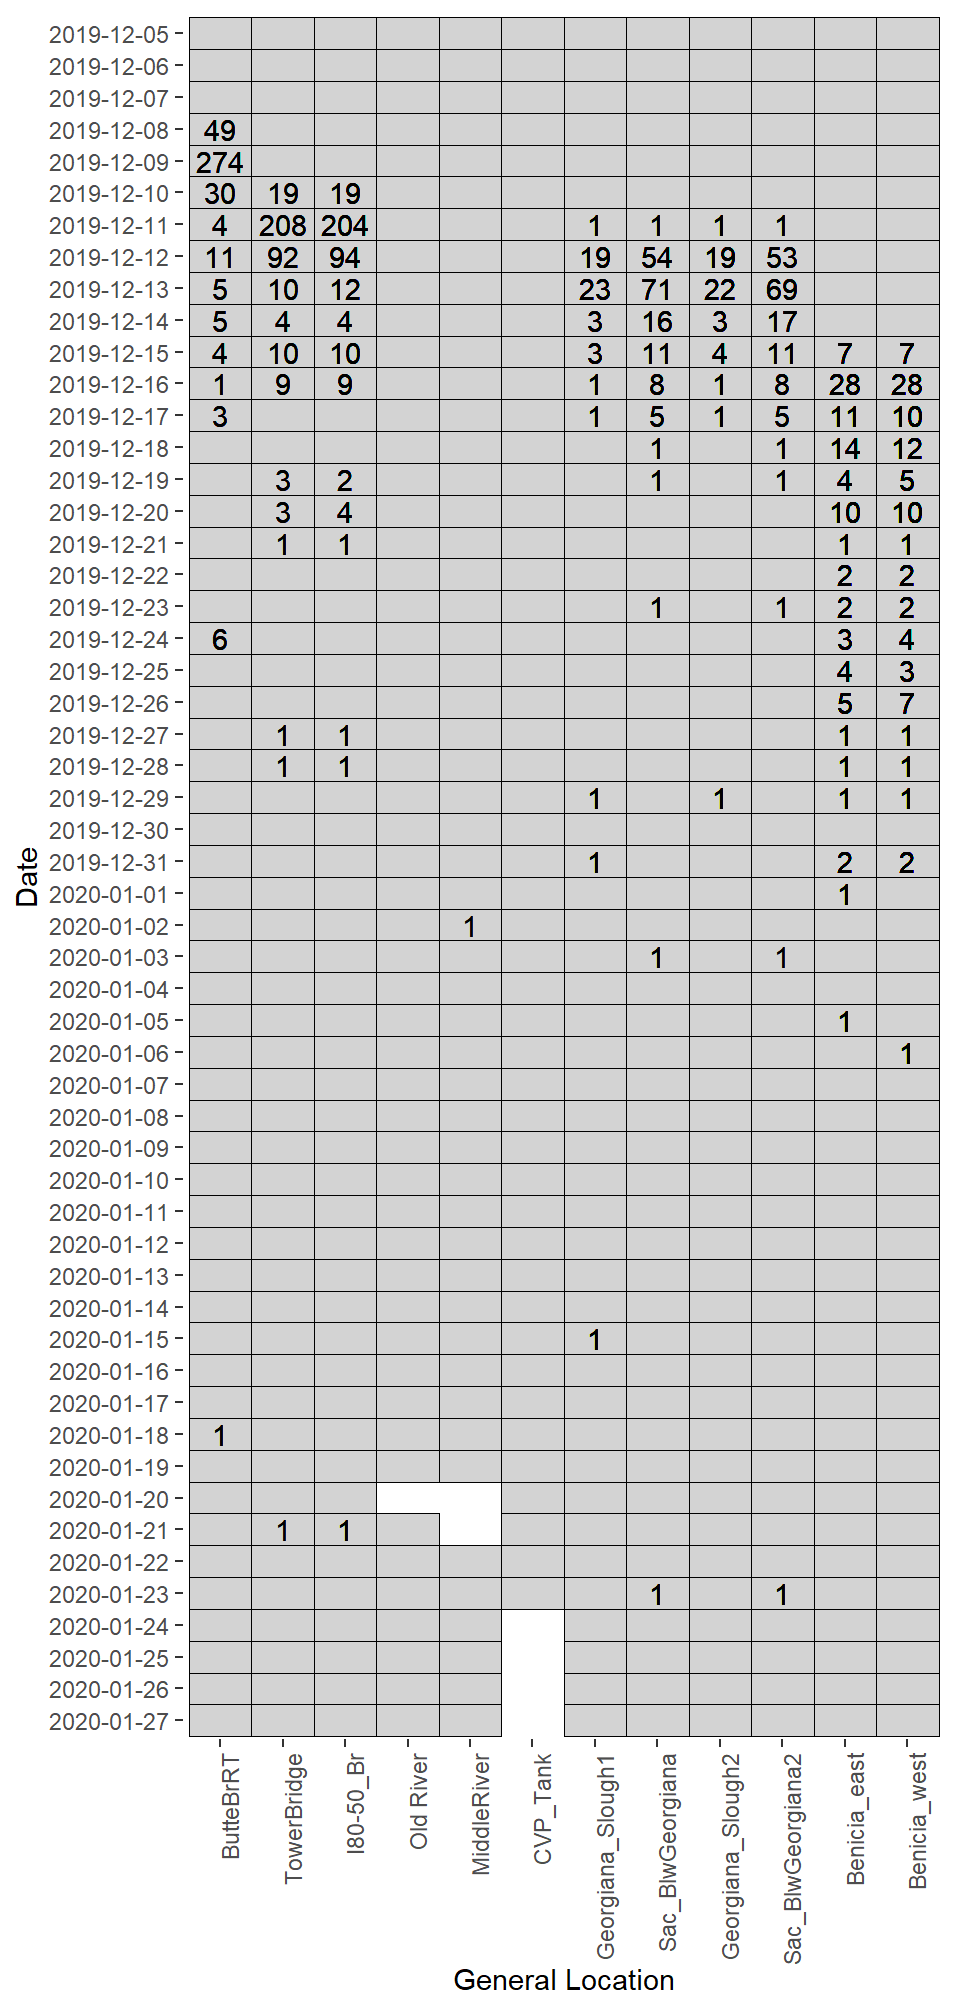 2019-12-05
2019-12-06
2019-12-07
2019-12-08 49
2019-12-09 274
2019-12-10 30 19 19
2019-12-11 4 208 204 1 1 1 1
2019-12-12 11 92 94 19 54 19 53
2019-12-13 5 10 12 23 71 22 69
2019-12-14 5 4 4 3 16 3 17
2019-12-15 4 10 10 3 11 4 11 7 7
2019-12-16 1 9 9 1 8 1 8 28 28
2019-12-17 3 1 5 1 5 11 10
2019-12-18 1 1 14 12
2019-12-19 3 2 1 1 4 5
2019-12-20 3 4 10 10
2019-12-21 1 1 1 1
2019-12-22 2 2
2019-12-23 1 1 2 2
2019-12-24 6 3 4
2019-12-25 4 3
2019-12-26 5 7
2019-12-27 1 1 1 1
2019-12-28 1 1 1 1
2019-12-29 1 1 1 1
2019-12-30
2019-12-31 1 2 2
2020-01-01 1
2020-01-02 1
2020-01-03 1 1
2020-01-04
2020-01-05 1
2020-01-06 1
2020-01-07
2020-01-08
2020-01-09
2020-01-10
2020-01-11
2020-01-12
2020-01-13
2020-01-14
2020-01-15 1
2020-01-16
2020-01-17
2020-01-18 1
2020-01-19
2020-01-20
2020-01-21 1 1
2020-01-22
2020-01-23 1 1
2020-01-24
2020-01-25
2020-01-26
2020-01-27
Date
ButteBrRT
TowerBridge
I80-50_Br
Old River
MiddleRiver
CVP_Tank
Georgiana_Slough1
Sac_BlwGeorgiana
Georgiana_Slough2
Sac_BlwGeorgiana2
Benicia_east
Benicia_west
General Location